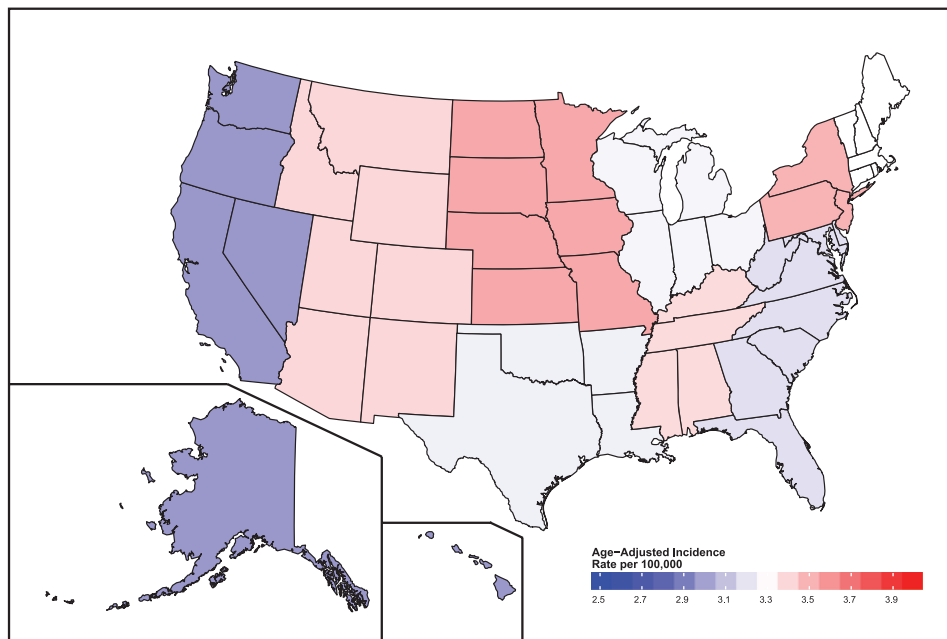 Age−Adjusted Incidence
Rate per 100,000
2.5 2.7 2.9 3.1 3.3 3.5 3.7 3.9